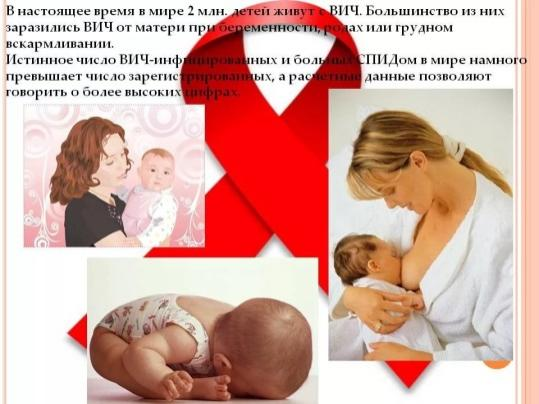 В настоящее время в мире 2 млн. детей живут с ВИЧ. Большинство из них
заразились ВИЧ от матери при беременности, родах или грудном
вскармливании.
Истинное число ВИЧ-инфицированных и больных СПИДом в мире намного
превышает число зарегистрированных, а расчетные данные позволяют
говорить о более высоких цифрах.